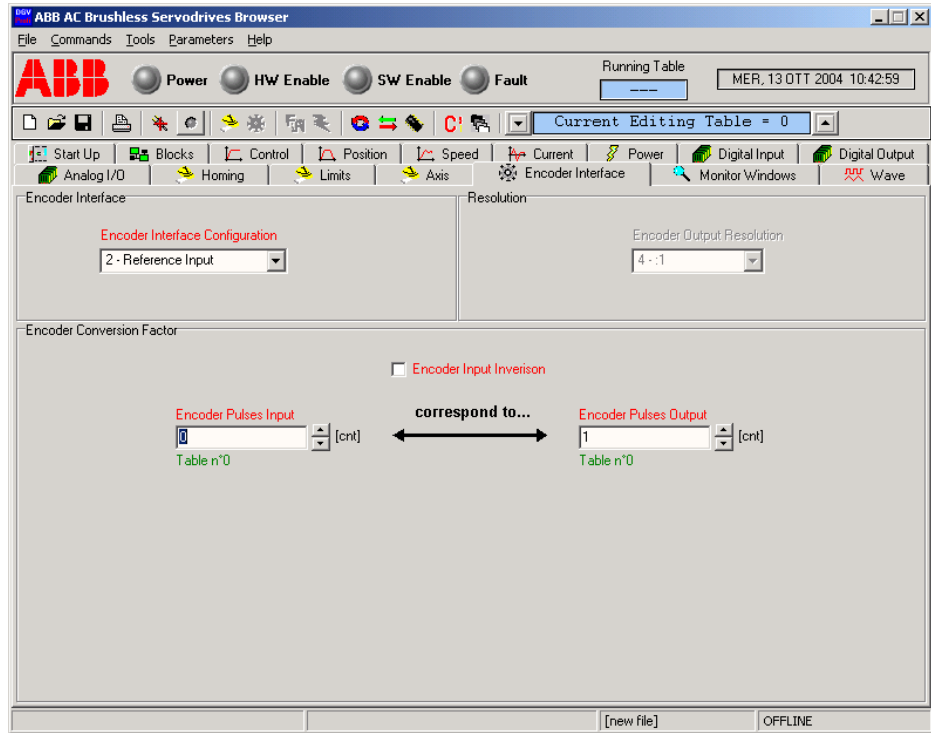 DGV
ABB AC Brushless Servodrives Browser
File Commands Tools Parameters Help
ABB Power HW Enable SW Enable Fault
Running Table
---
MER, 13 OTT 2004 10:42:59
Current Editing Table = 0
Start Up Blocks Control Position Speed Current Power Digital Input Digital Output
Analog I/O Homing Limits Axis Encoder Interface Monitor Windows Wave
Encoder Interface
Encoder Interface Configuration
2 - Reference Input
Resolution
Encoder Output Resolution
4 - :1
Encoder Conversion Factor
Encoder Input Inverison
Encoder Pulses Input
0 [cnt]
Table n°0
correspond to...
Encoder Pulses Output
1 [cnt]
Table n°0
[new file] OFFLINE